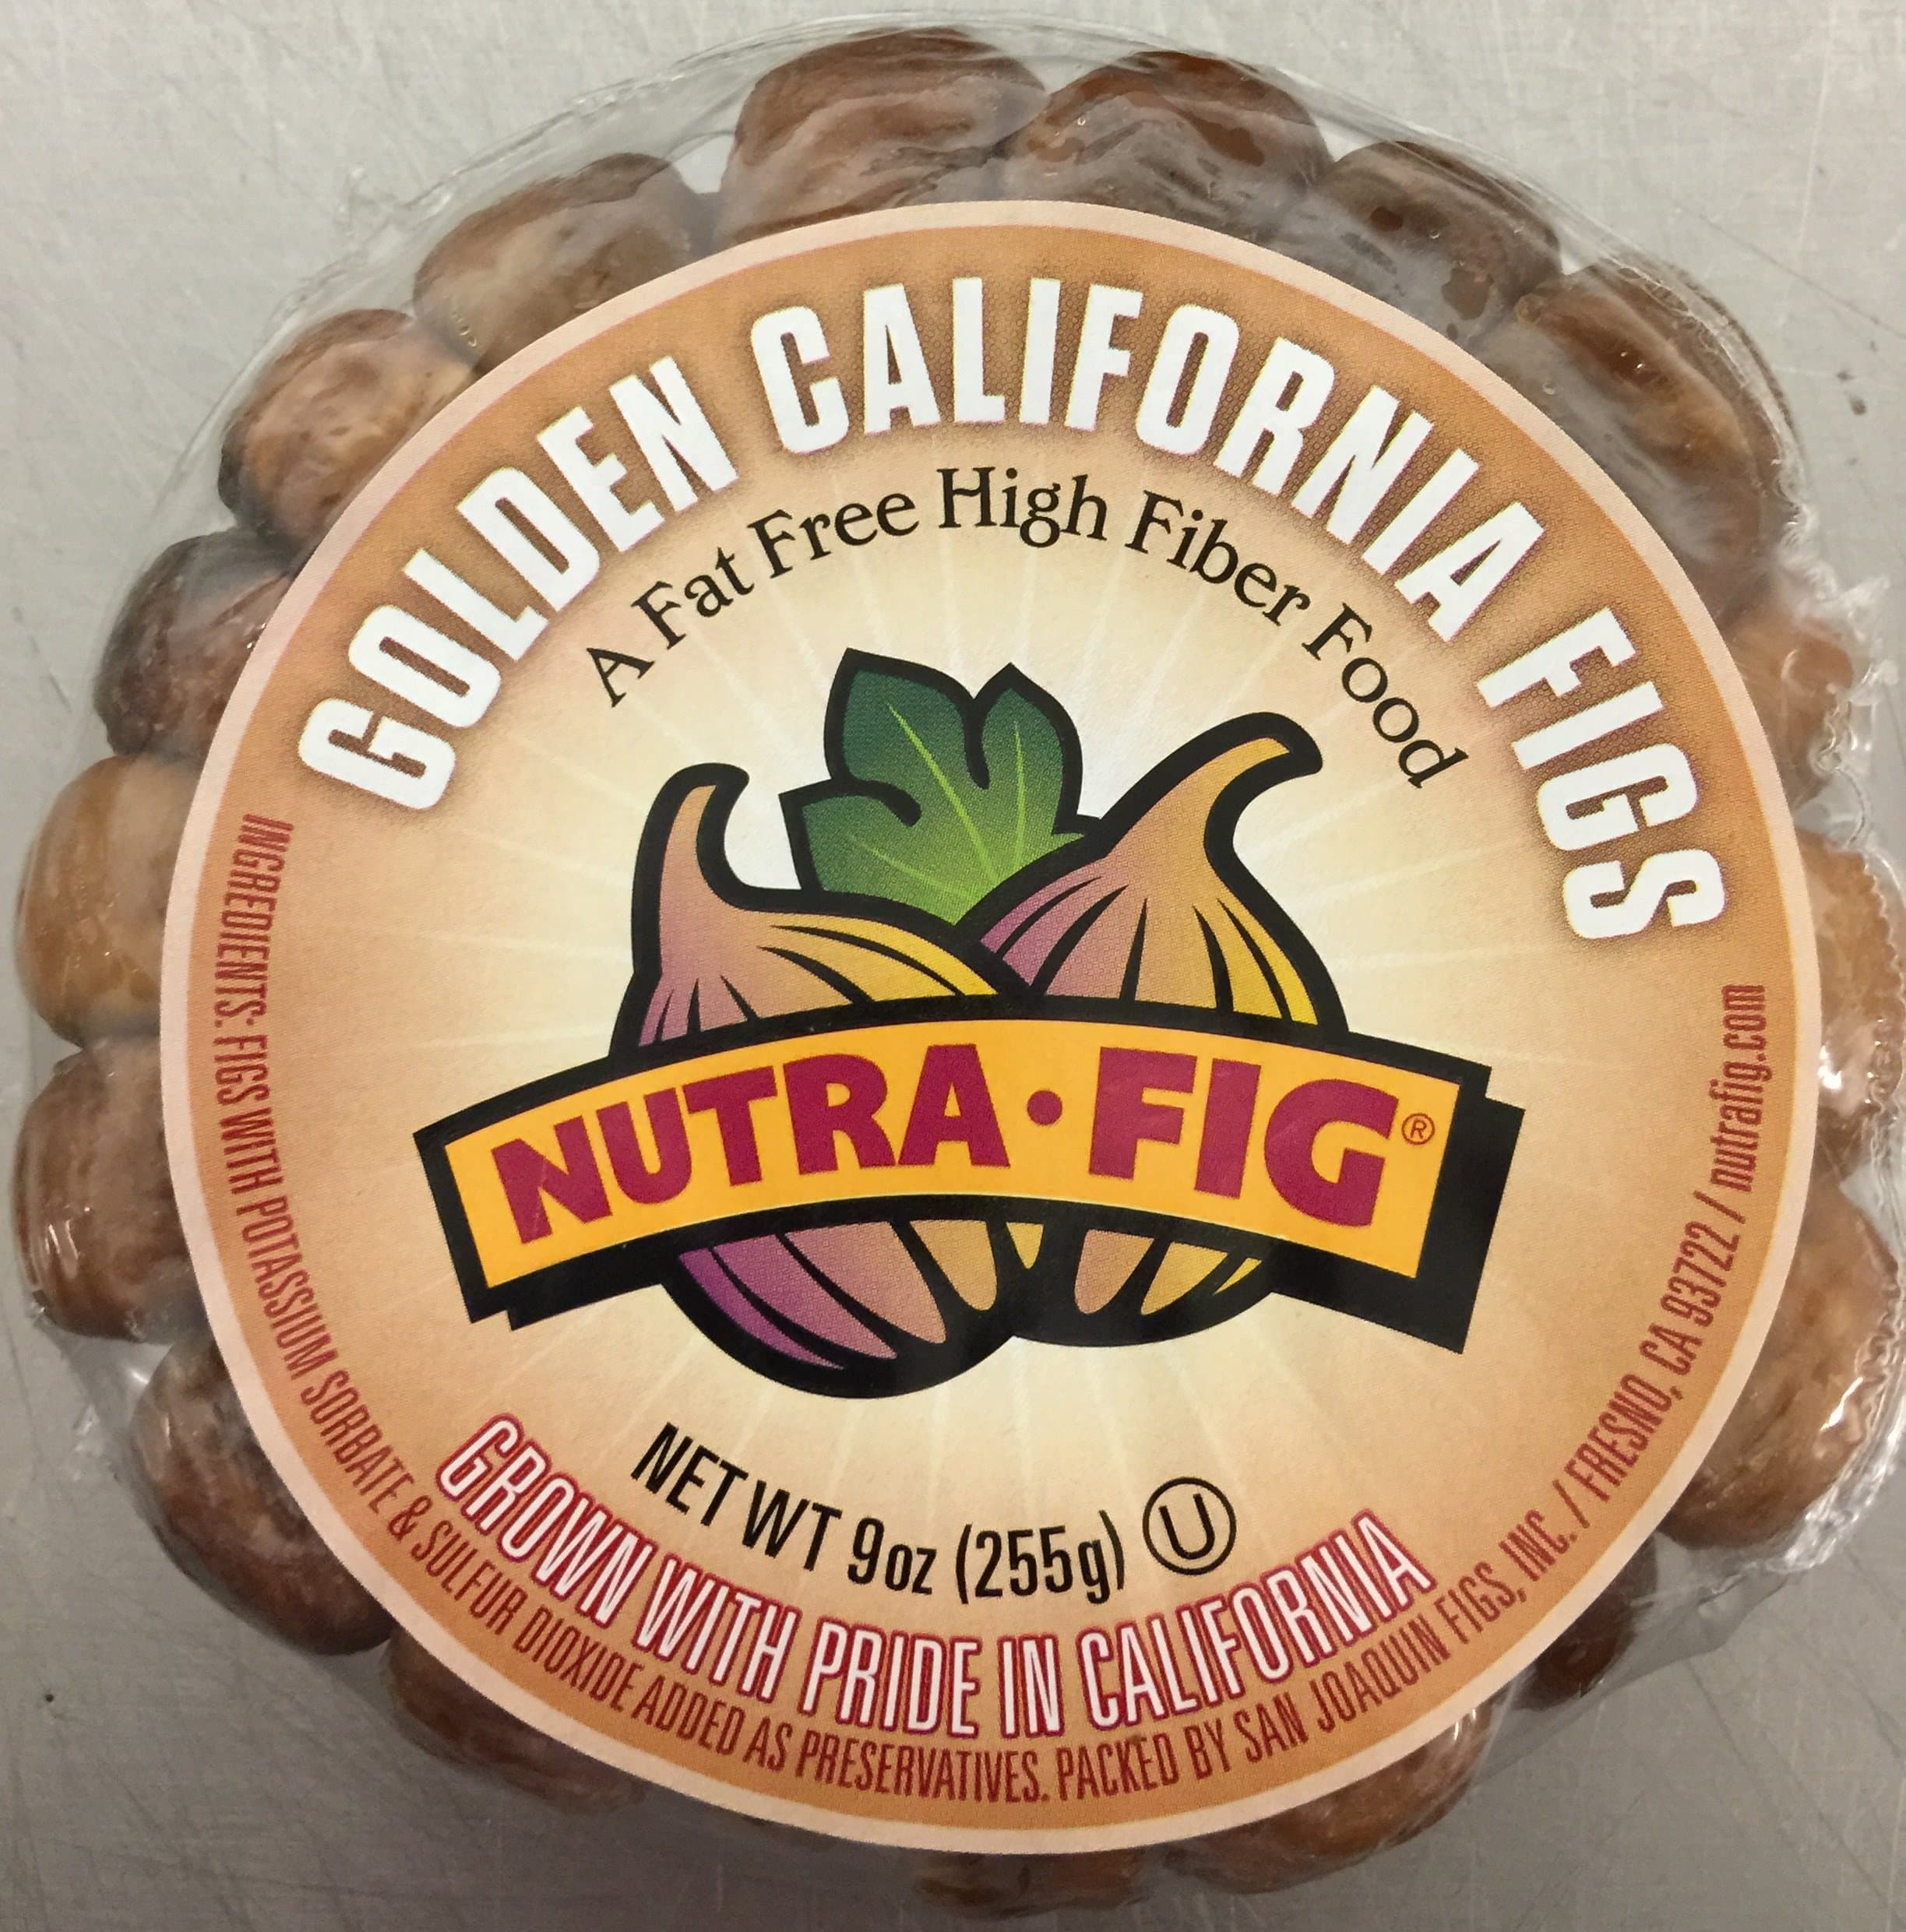 GOLDEN CALIFORNIA FIGS
A Fat Free High Fiber Food
NUTRA • FIG®
NET WT 9oz (255g) Ⓤ
GROWN WITH PRIDE IN CALIFORNIA
INGREDIENTS: FIGS WITH POTASSIUM SORBATE & SULFUR DIOXIDE ADDED AS PRESERVATIVES. PACKED BY SAN JOAQUIN FIGS, INC. / FRESNO, CA 93722 / nutrafig.com